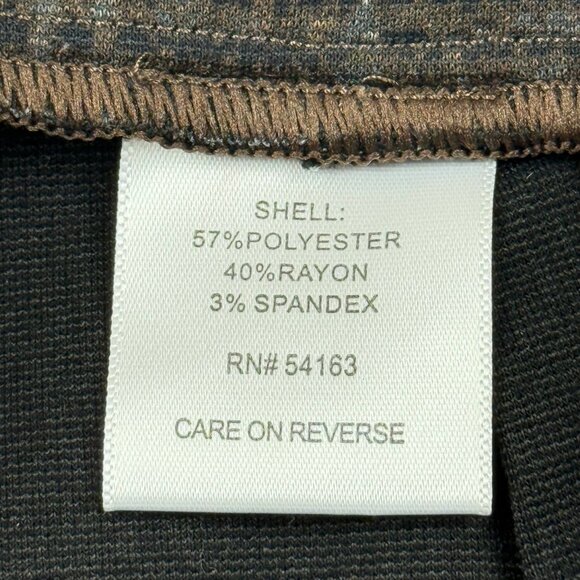 SHELL:
57%POLYESTER
40%RAYON
3% SPANDEX
RN# 54163
CARE ON REVERSE